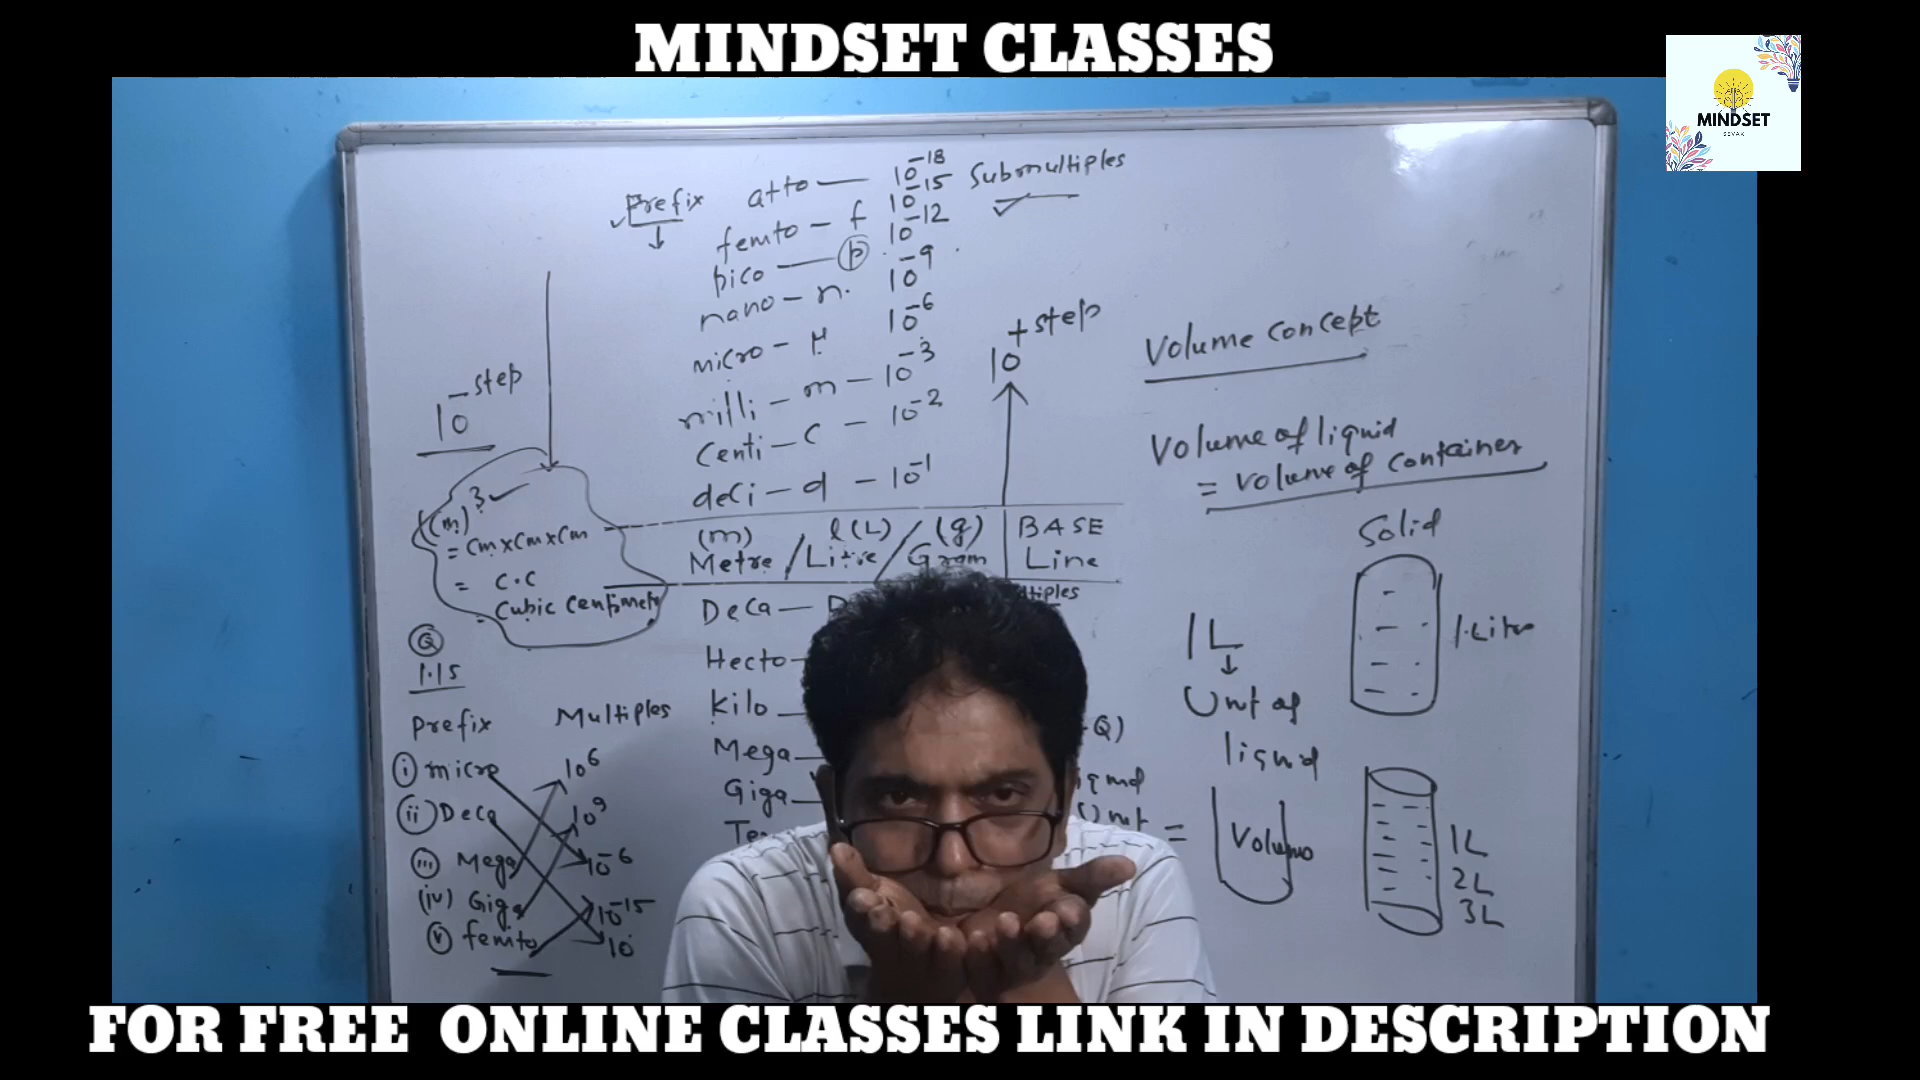 MINDSET CLASSES
MINDSET
SEVAK
Prefix
atto — 10-18 Submultiples
femto - f 10-15
pico — p 10-12
nano - n. 10-9
micro - μ 10-6
milli - m - 10-3
Centi - c - 10-2
deci - d - 10-1
10-step
10+step
(m) Metre / l(L) Litre / (g) Gram BASE Line
Deca —
Hecto -
Kilo —
Mega —
Giga —
(m)3
= Cm x Cm x Cm
= C.C
Q
1.15
Prefix Multiples
(i) micro 106
(ii) Deca 109
(iii) Mega 10-6
(iv) Giga 10-15
(v) femto 10
Volume concept
Volume of liquid
= Volume of container
Solid
1L
1.Litre
Unit of
liquid
= Volume
1L
2L
3L
FOR FREE ONLINE CLASSES LINK IN DESCRIPTION